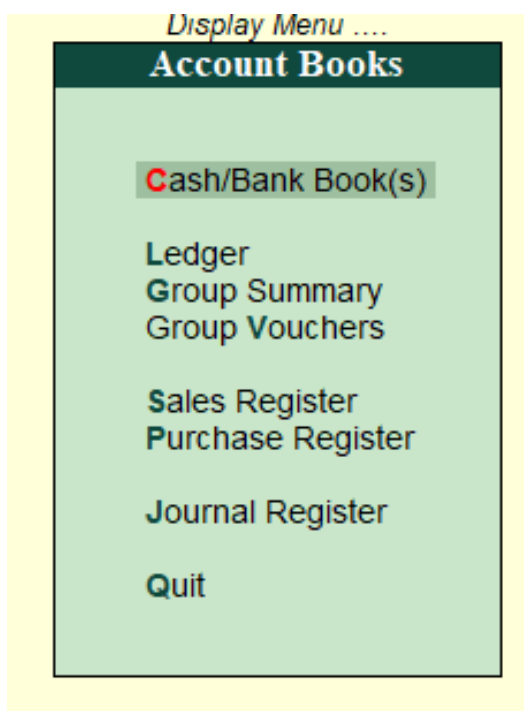 Display Menu ....
Account Books
Cash/Bank Book(s)
Ledger
Group Summary
Group Vouchers
Sales Register
Purchase Register
Journal Register
Quit